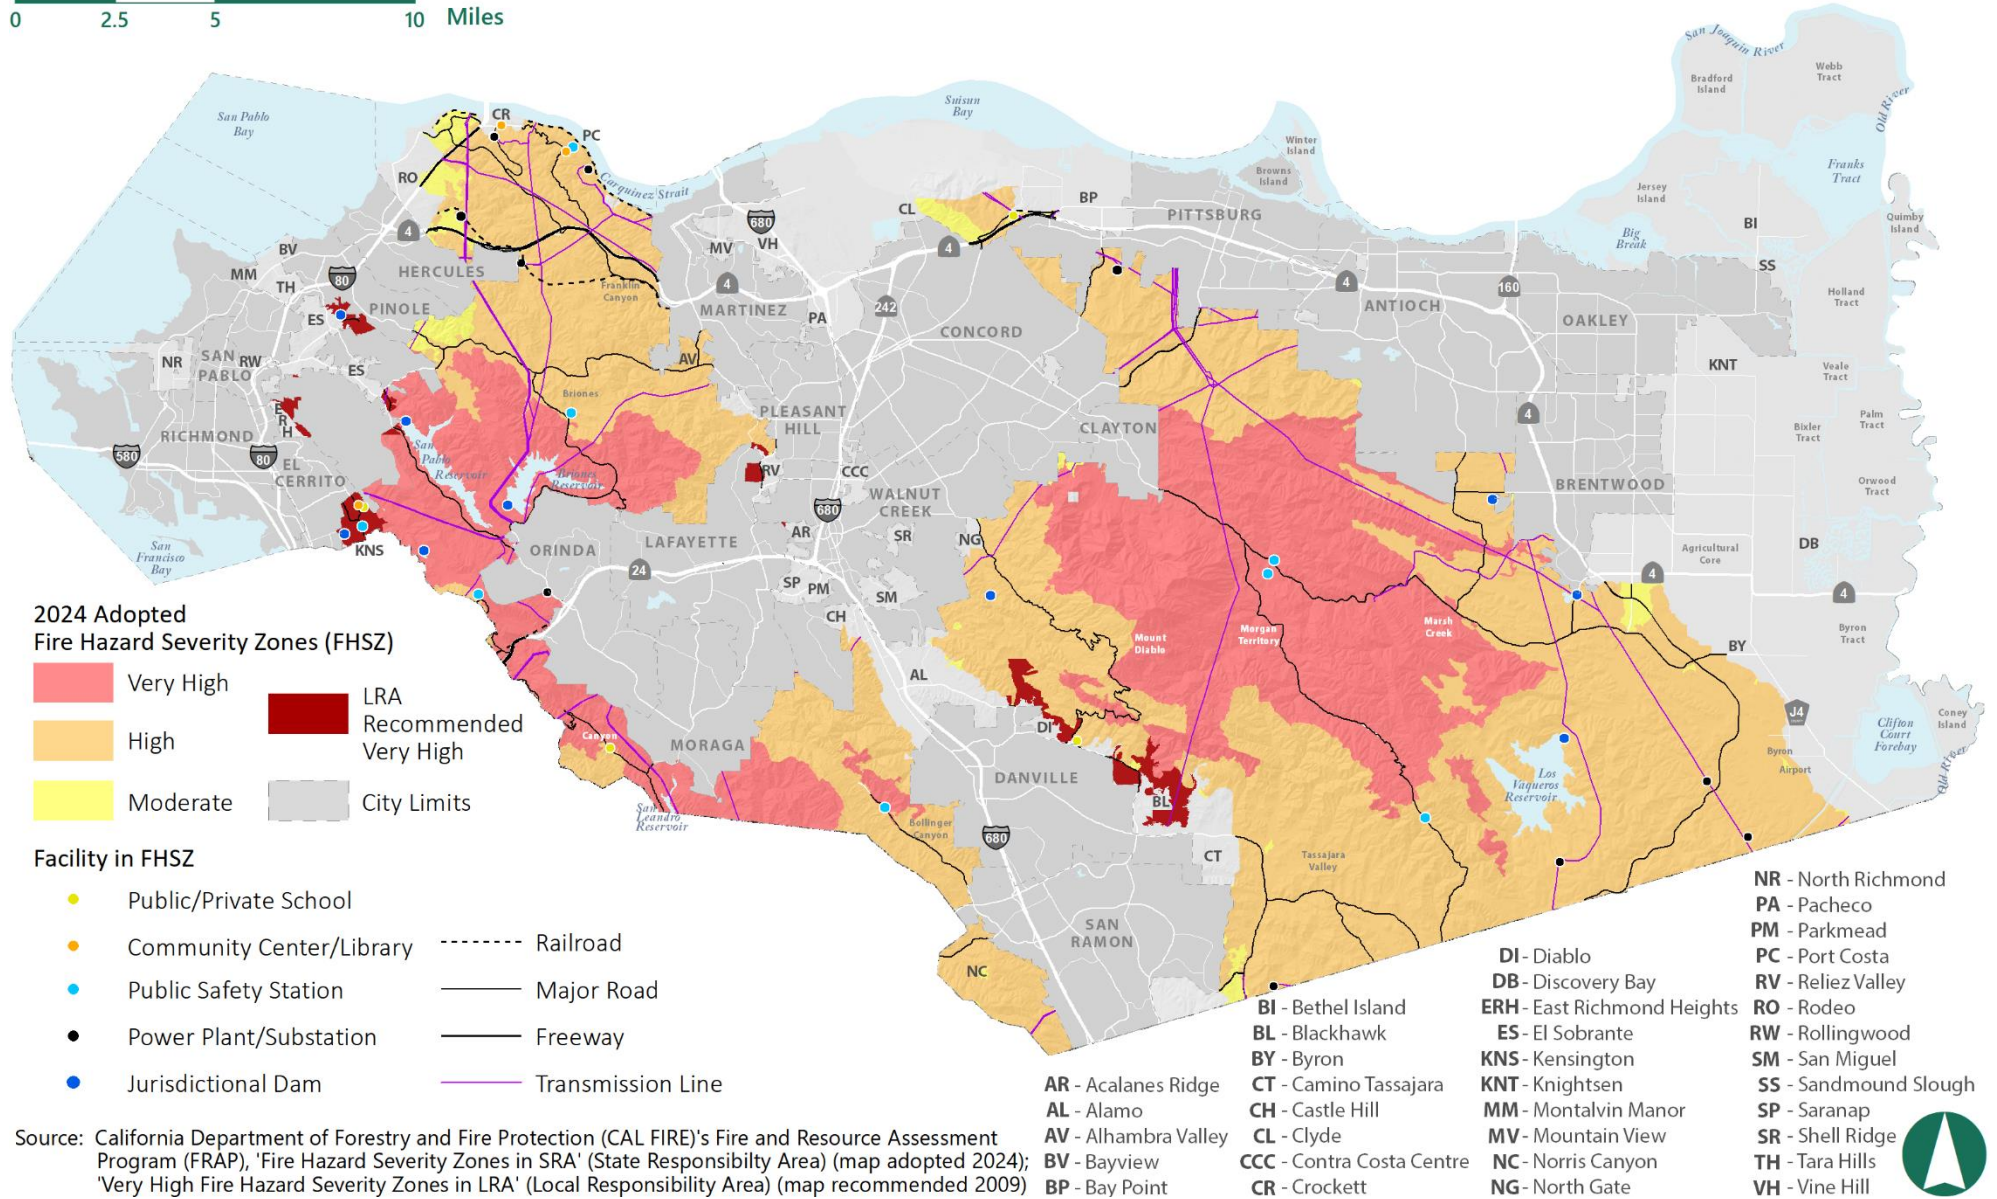 0 2.5 5 10 Miles
San Joaquin River
Webb
Tract
Bradford
Island
Old River
San Pablo
Bay
CR
PC
Suisun
Bay
Winter
Island
Browns
Island
Franks
Tract
RO
Carquinez Strait
Jersey
Island
Quimby
Island
CL
BP
PITTSBURG
BI
Big
Break
4
680
MV
VH
4
BV
MM
TH
80
HERCULES
Franklin
Canyon
4
MARTINEZ
242
PA
CONCORD
4
ANTIOCH
160
OAKLEY
SS
Holland
Tract
ES
PINOLE
NR
SAN
PABLO
RW
ES
AV
Briones
KNT
Veale
Tract
ERH
RICHMOND
580
80
EL
CERRITO
San
Pablo
Reservoir
Briones
Reservoir
PLEASANT
HILL
RV
CCC
CLAYTON
4
Bixler
Tract
Palm
Tract
WALNUT
CREEK
680
BRENTWOOD
Orwood
Tract
San
Francisco
Bay
KNS
ORINDA
LAFAYETTE
24
AR
SR
NG
SP
PM
SM
CH
Agricultural
Core
DB
4
4
Byron
Tract
Mount
Diablo
Morgan
Territory
Marsh
Creek
BY
AL
Canyon
MORAGA
San
Leandro
Reservoir
DI
DANVILLE
BL
Bollinger
Canyon
680
CT
Tassajara
Valley
Los
Vaqueros
Reservoir
J4
Byron
Airport
Clifton
Court
Forebay
Coney
Island
Old River
SAN
RAMON
NC
2024 Adopted
Fire Hazard Severity Zones (FHSZ)
Very High
High
Moderate
LRA
Recommended
Very High
City Limits
Facility in FHSZ
Public/Private School
Community Center/Library
Public Safety Station
Power Plant/Substation
Jurisdictional Dam
Railroad
Major Road
Freeway
Transmission Line
AR - Acalanes Ridge
AL - Alamo
AV - Alhambra Valley
BV - Bayview
BP - Bay Point
BI - Bethel Island
BL - Blackhawk
BY - Byron
CT - Camino Tassajara
CH - Castle Hill
CL - Clyde
CCC - Contra Costa Centre
CR - Crockett
DI - Diablo
DB - Discovery Bay
ERH - East Richmond Heights
ES - El Sobrante
KNS - Kensington
KNT - Knightsen
MM - Montalvin Manor
MV - Mountain View
NC - Norris Canyon
NG - North Gate
NR - North Richmond
PA - Pacheco
PM - Parkmead
PC - Port Costa
RV - Reliez Valley
RO - Rodeo
RW - Rollingwood
SM - San Miguel
SS - Sandmound Slough
SP - Saranap
SR - Shell Ridge
TH - Tara Hills
VH - Vine Hill
Source: California Department of Forestry and Fire Protection (CAL FIRE)'s Fire and Resource Assessment
Program (FRAP), 'Fire Hazard Severity Zones in SRA' (State Responsibilty Area) (map adopted 2024);
'Very High Fire Hazard Severity Zones in LRA' (Local Responsibility Area) (map recommended 2009)